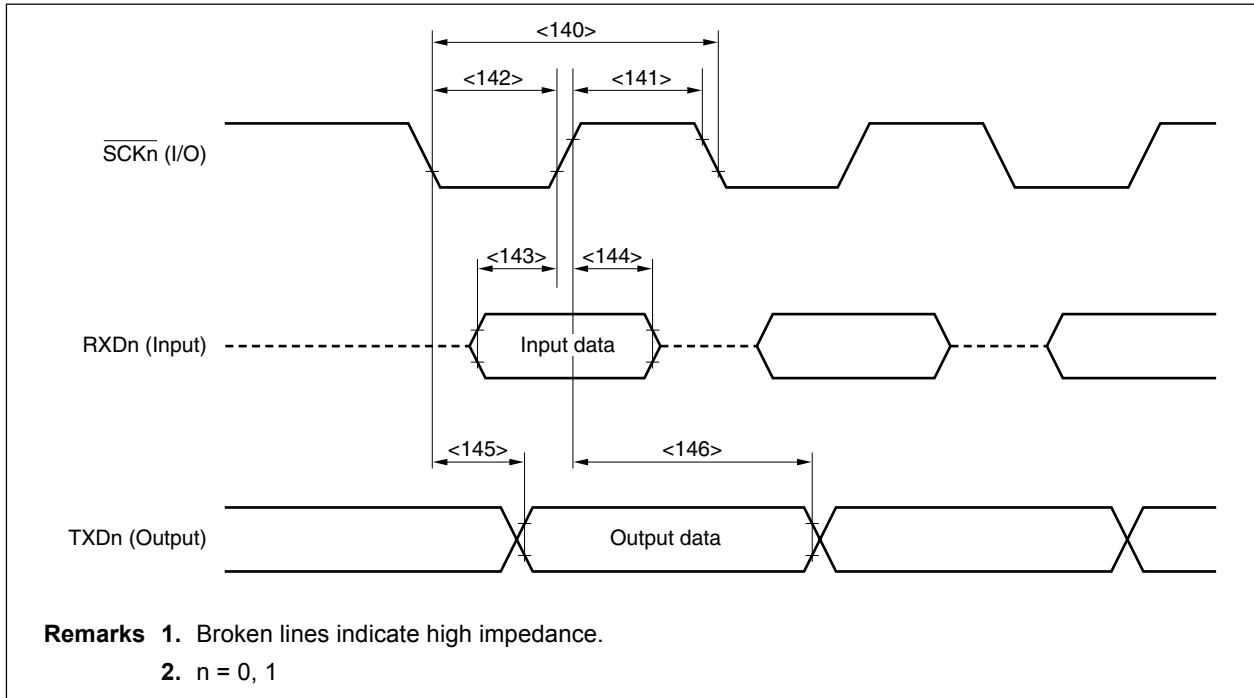 <140>
<142> <141>
SCKn (I/O)
<143> <144>
RXDn (Input) Input data
<145> <146>
TXDn (Output) Output data
Remarks 1. Broken lines indicate high impedance.
2. n = 0, 1